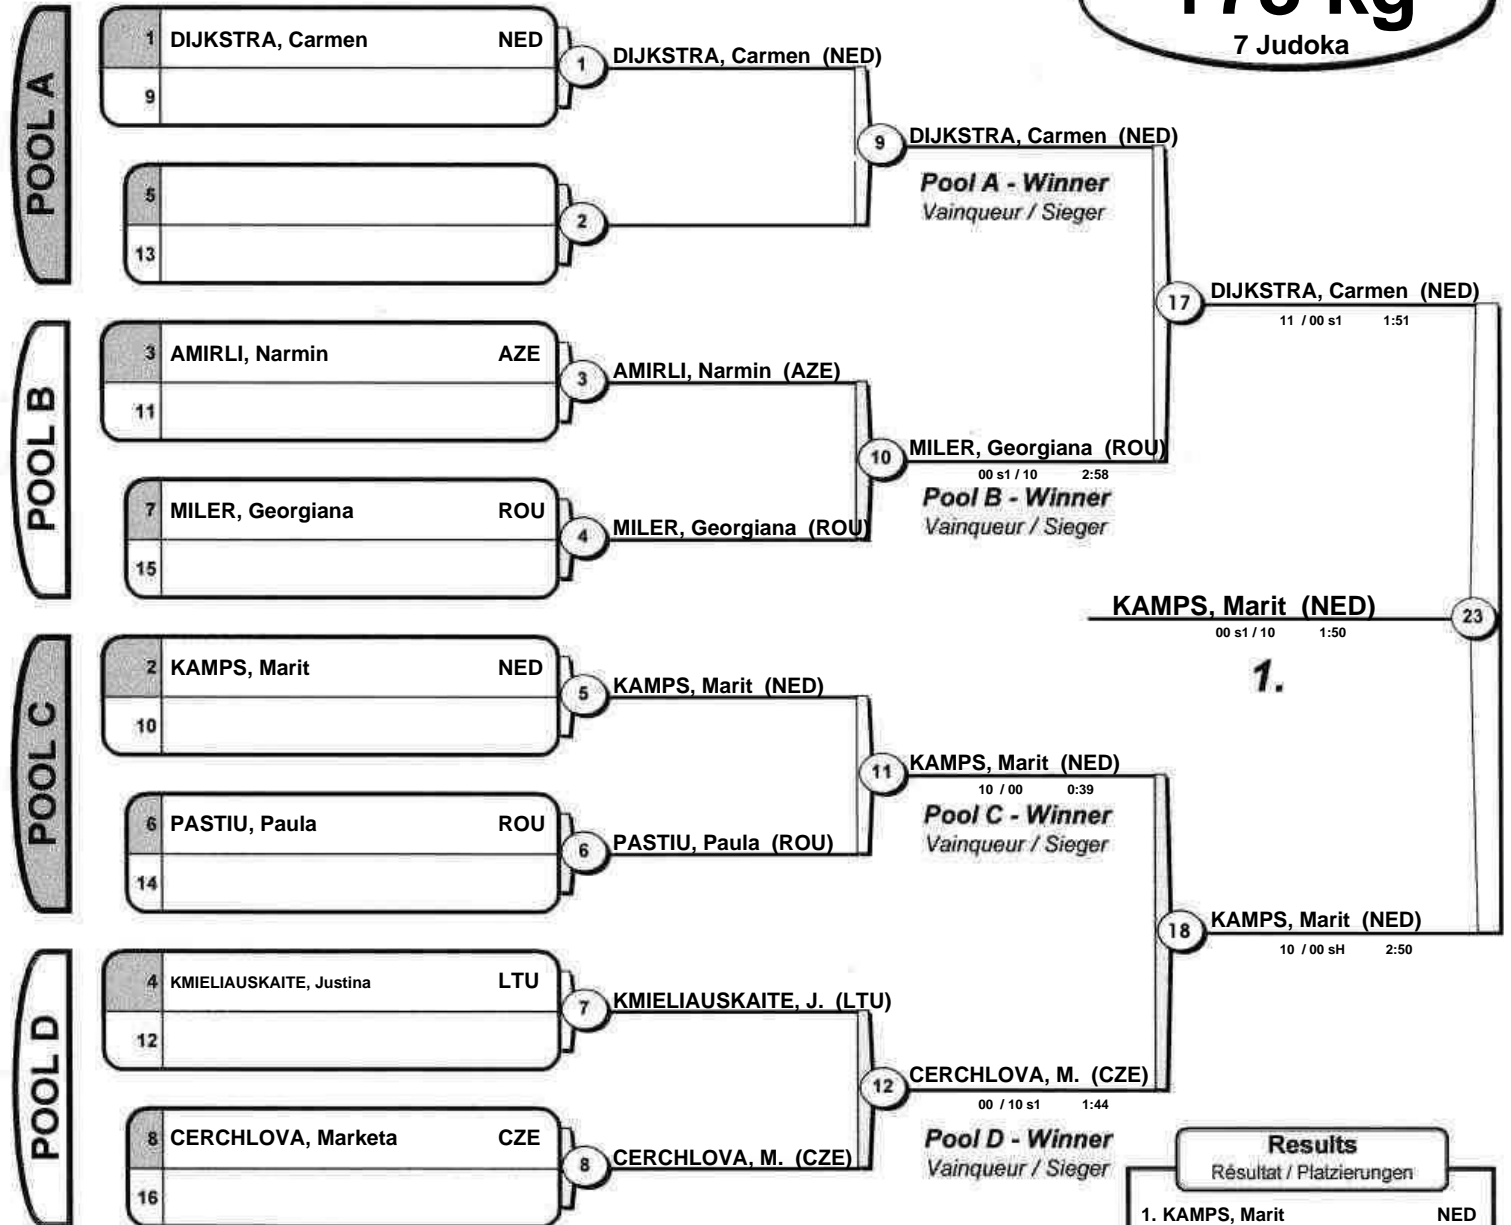 +78 kg
7 Judoka
POOL A
1 DIJKSTRA, Carmen NED
9
5
13
1 DIJKSTRA, Carmen (NED)
2
9 DIJKSTRA, Carmen (NED)
Pool A - Winner
Vainqueur / Sieger
POOL B
3 AMIRLI, Narmin AZE
11
7 MILER, Georgiana ROU
15
3 AMIRLI, Narmin (AZE)
4 MILER, Georgiana (ROU)
10 MILER, Georgiana (ROU)
00 s1 / 10 2:58
Pool B - Winner
Vainqueur / Sieger
17 DIJKSTRA, Carmen (NED)
11 / 00 s1 1:51
KAMPS, Marit (NED) 23
00 s1 / 10 1:50
1.
POOL C
2 KAMPS, Marit NED
10
6 PASTIU, Paula ROU
14
5 KAMPS, Marit (NED)
6 PASTIU, Paula (ROU)
11 KAMPS, Marit (NED)
10 / 00 0:39
Pool C - Winner
Vainqueur / Sieger
POOL D
4 KMIELIAUSKAITE, Justina LTU
12
8 CERCHLOVA, Marketa CZE
16
7 KMIELIAUSKAITE, J. (LTU)
8 CERCHLOVA, M. (CZE)
12 CERCHLOVA, M. (CZE)
00 / 10 s1 1:44
Pool D - Winner
Vainqueur / Sieger
18 KAMPS, Marit (NED)
10 / 00 sH 2:50
Results
Résultat / Platzierungen
1. KAMPS, Marit NED